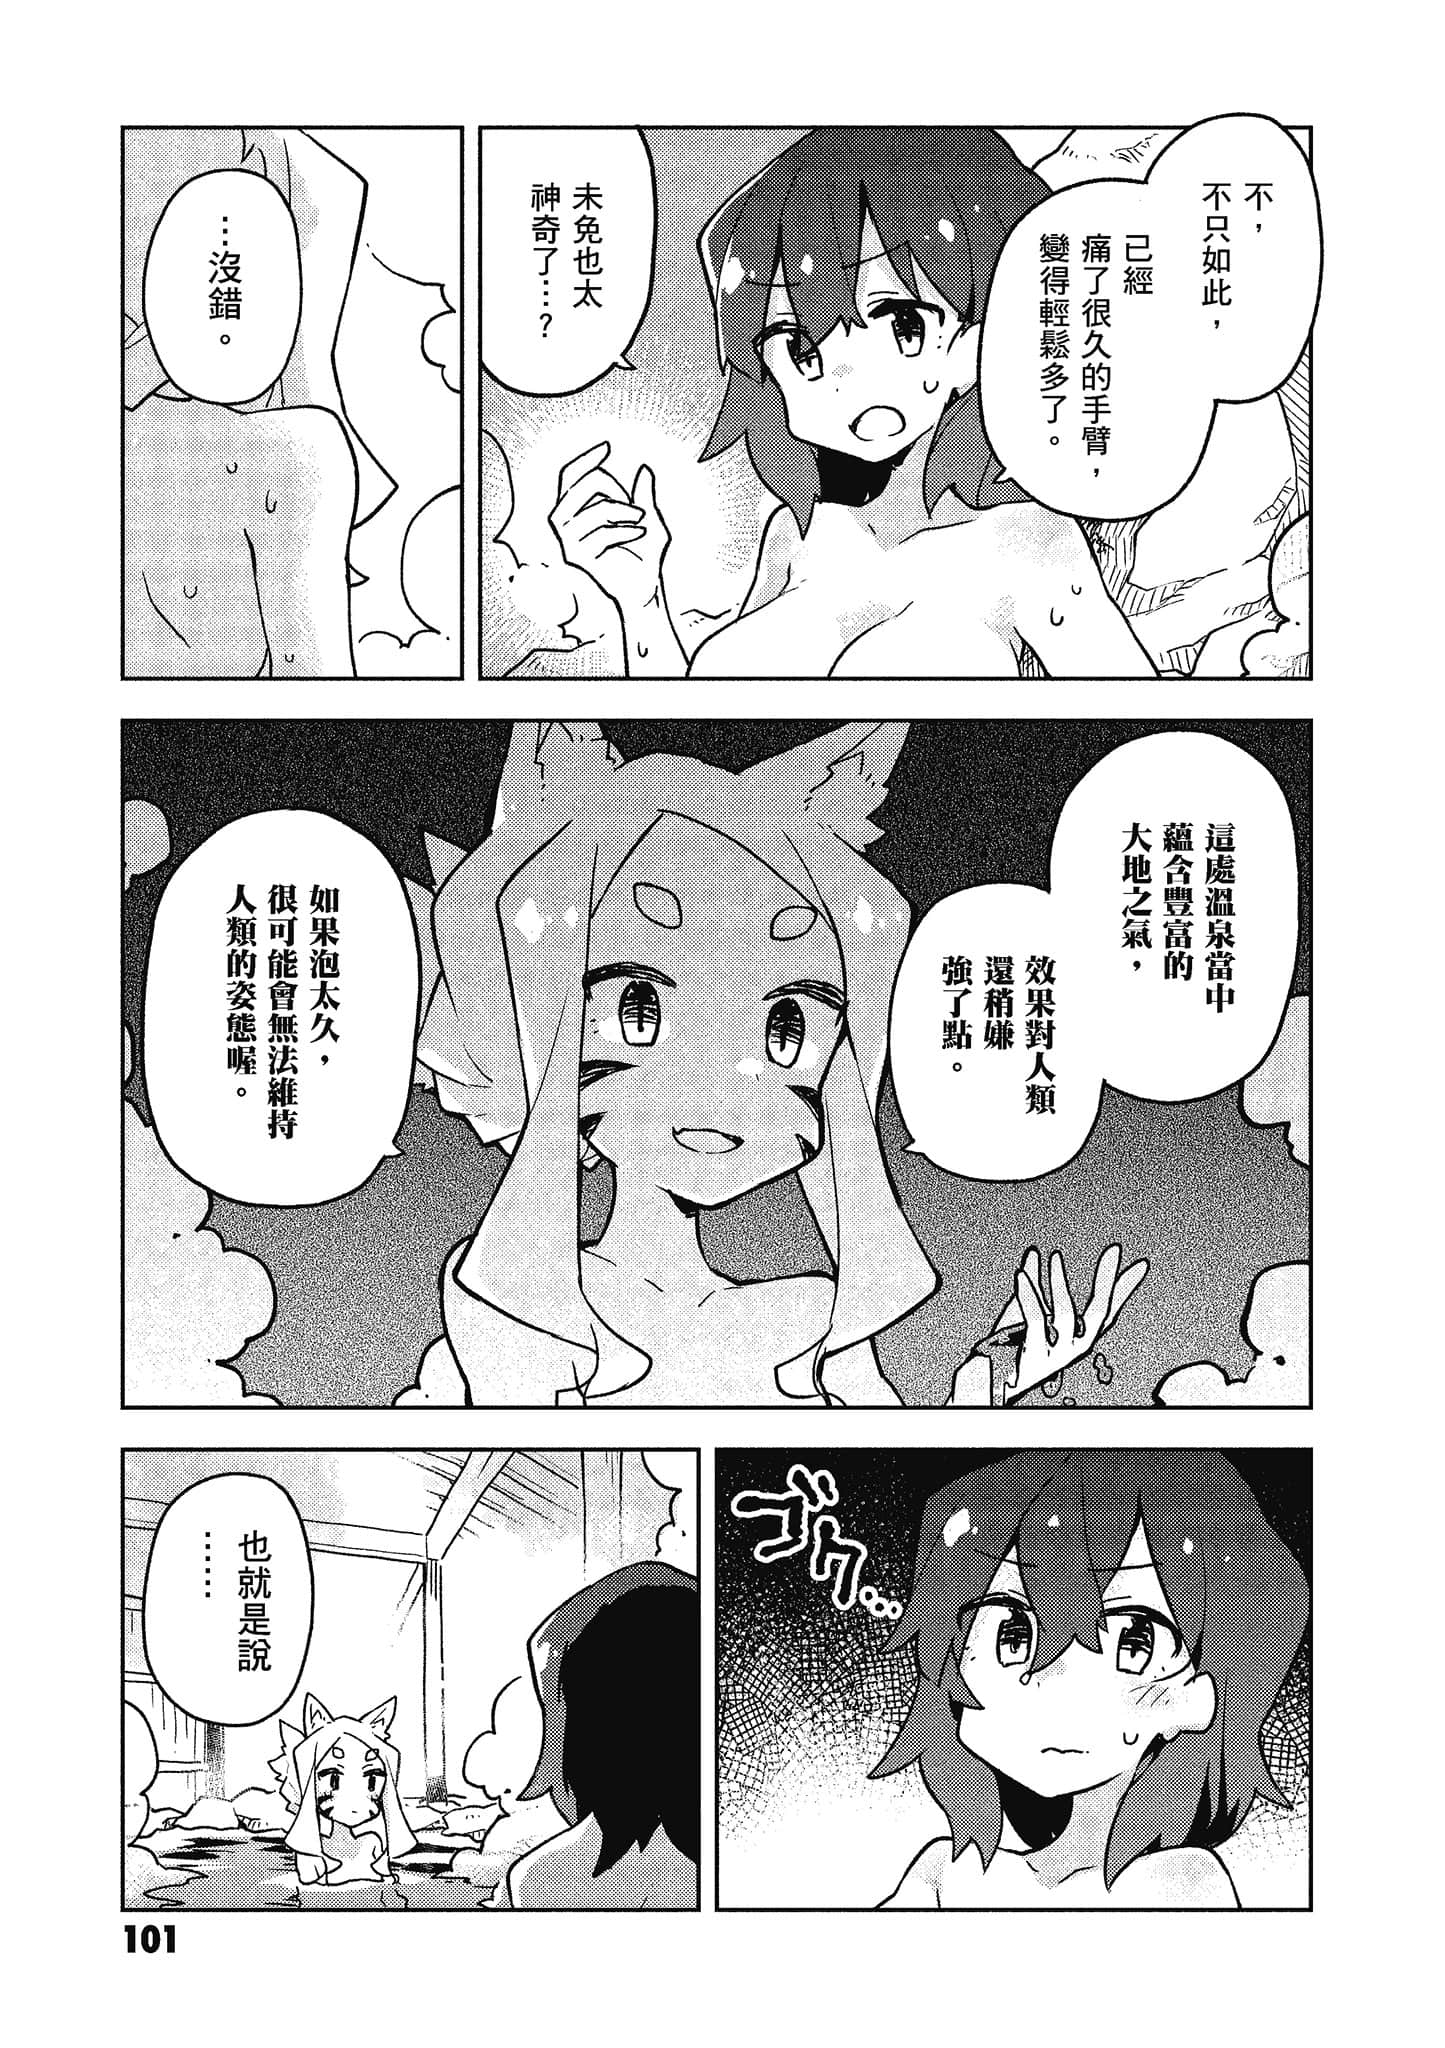 不，
不只如此，
已經
痛了很久的手臂，
變得輕鬆多了。
未免也太
神奇了…？
…沒錯。
這處溫泉當中
蘊含豐富的
大地之氣，
效果對人類
還稍嫌
強了點。
如果泡太久，
很可能會無法維持
人類的姿態喔。
ゴク…
也就是說
……
101